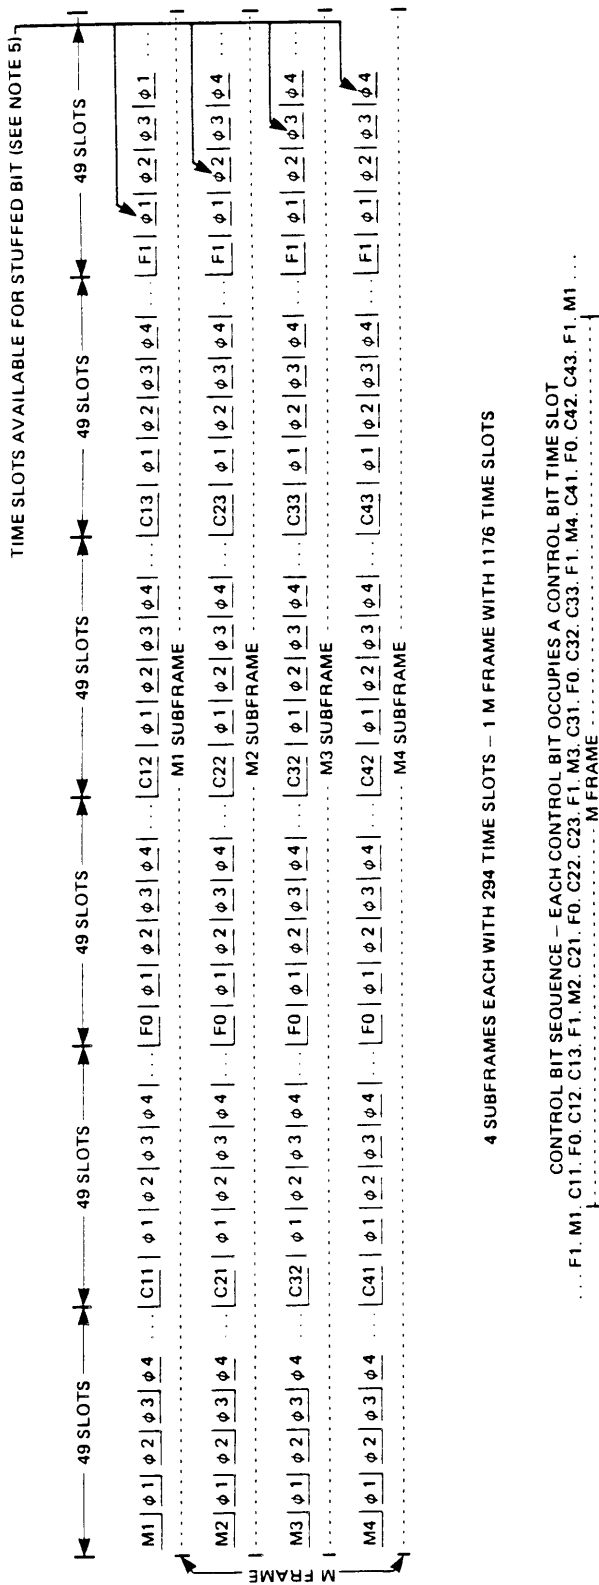 TIME SLOTS AVAILABLE FOR STUFFED BIT (SEE NOTE 5)
49 SLOTS 49 SLOTS 49 SLOTS 49 SLOTS 49 SLOTS 49 SLOTS
M1 φ1 φ2 φ3 φ4 ... C11 φ1 φ2 φ3 φ4 ... F0 φ1 φ2 φ3 φ4 ... C12 φ1 φ2 φ3 φ4 ... C13 φ1 φ2 φ3 φ4 ... F1 φ1 φ2 φ3 φ1 ...
M1 SUBFRAME
M2 φ1 φ2 φ3 φ4 ... C21 φ1 φ2 φ3 φ4 ... F0 φ1 φ2 φ3 φ4 ... C22 φ1 φ2 φ3 φ4 ... C23 φ1 φ2 φ3 φ4 ... F1 φ1 φ2 φ3 φ4 ...
M2 SUBFRAME
M FRAME
M3 φ1 φ2 φ3 φ4 ... C32 φ1 φ2 φ3 φ4 ... F0 φ1 φ2 φ3 φ4 ... C32 φ1 φ2 φ3 φ4 ... C33 φ1 φ2 φ3 φ4 ... F1 φ1 φ2 φ3 φ4 ...
M3 SUBFRAME
M4 φ1 φ2 φ3 φ4 ... C41 φ1 φ2 φ3 φ4 ... F0 φ1 φ2 φ3 φ4 ... C42 φ1 φ2 φ3 φ4 ... C43 φ1 φ2 φ3 φ4 ... F1 φ1 φ2 φ3 φ4
M4 SUBFRAME
4 SUBFRAMES EACH WITH 294 TIME SLOTS – 1 M FRAME WITH 1176 TIME SLOTS
CONTROL BIT SEQUENCE – EACH CONTROL BIT OCCUPIES A CONTROL BIT TIME SLOT
... F1. M1. C11. F0. C12. C13. F1. M2. C21. F0. C22. C23. F1. M3. C31. F0. C32. C33. F1. M4. C41. F0. C42. C43. F1. M1 ...
M FRAME